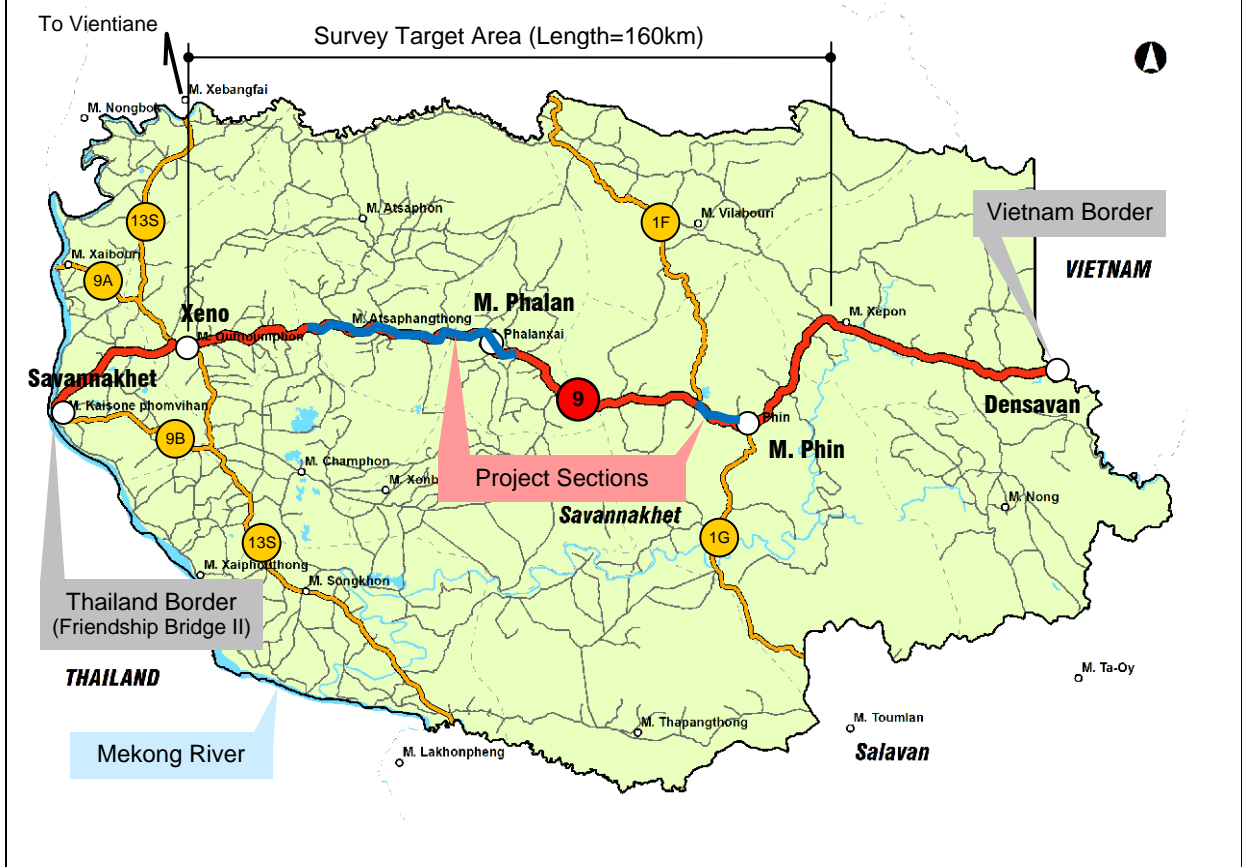 To Vientiane
Survey Target Area (Length=160km)
M. Xebangfai
M. Nongbok
13S
M. Atsaphon
1F
M. Vilabouri
Vietnam Border
VIETNAM
M. Xaibouri
9A
Xeno
M. Outhoumphon
M. Atsaphangthong
M. Phalan
Phalanxai
M. Xepon
Savannakhet
M. Kaisone phomvihan
9
Densavan
9B
Phin
M. Phin
M. Champhon
Project Sections
M. Nong
Savannakhet
13S
1G
M. Xaiphouthong
M. Songkhon
Thailand Border
(Friendship Bridge II)
THAILAND
M. Ta-Oy
M. Thapangthong
M. Toumlan
Salavan
Mekong River
M. Lakhonpheng